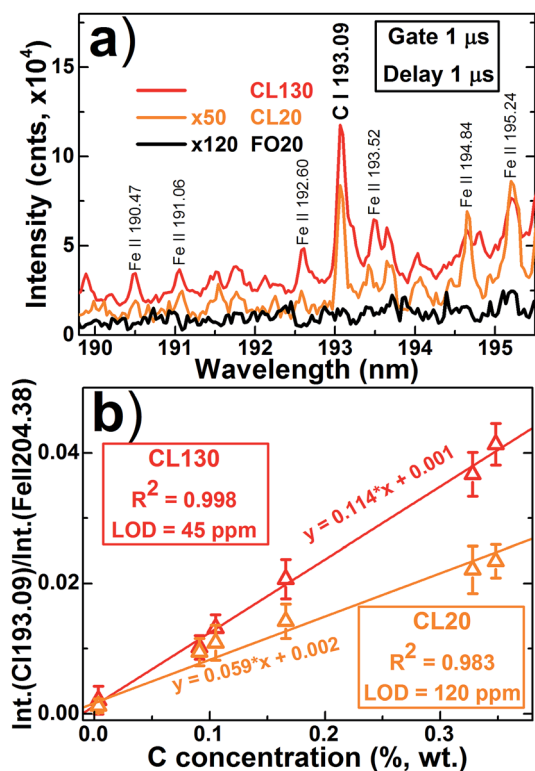 a)
Gate 1 μs
Delay 1 μs
CL130
x50 CL20
x120 FO20
Fe II 190.47
Fe II 191.06
Fe II 192.60
C I 193.09
Fe II 193.52
Fe II 194.84
Fe II 195.24
Intensity (cnts, x10⁴)
15
10
5
0
190 191 192 193 194 195
Wavelength (nm)
b)
CL130
R² = 0.998
LOD = 45 ppm
y = 0.114*x + 0.001
y = 0.059*x + 0.002
CL20
R² = 0.983
LOD = 120 ppm
Int.(CI193.09)/Int.(FeII204.38)
0.04
0.02
0.00
0.0 0.1 0.2 0.3
C concentration (%, wt.)